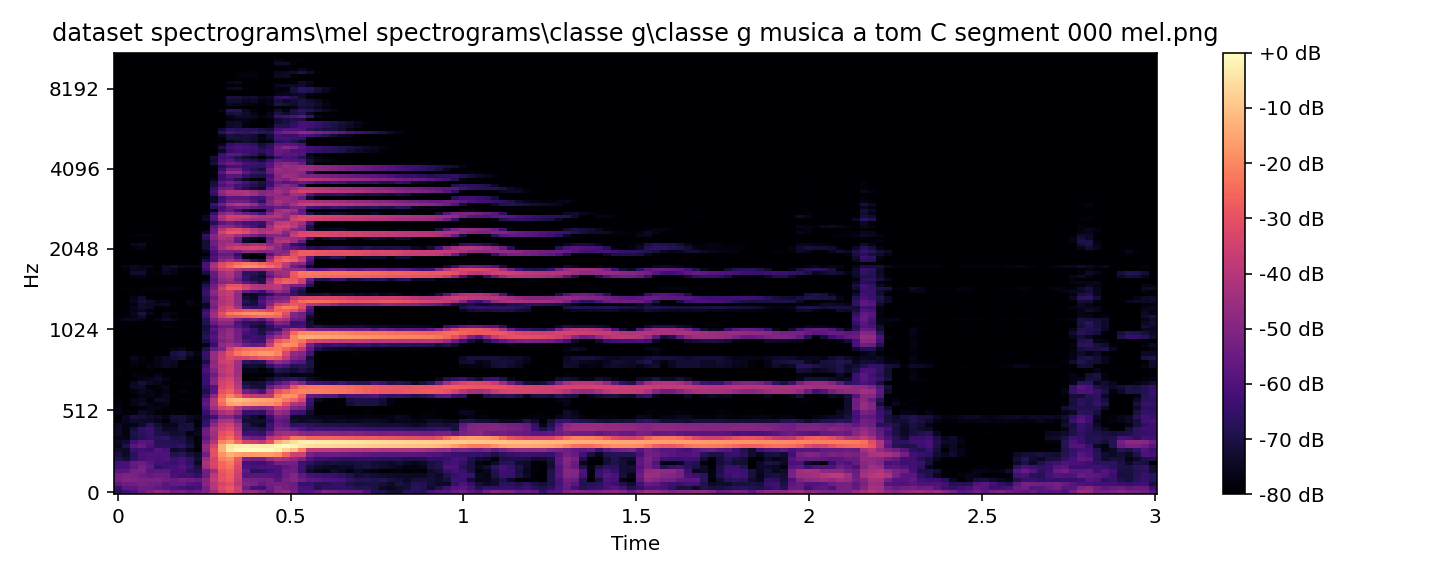 dataset spectrograms\mel spectrograms\classe g\classe g musica a tom C segment 000 mel.png
Hz
8192
4096
2048
1024
512
0
0
0.5
1
1.5
2
2.5
3
Time
+0 dB
-10 dB
-20 dB
-30 dB
-40 dB
-50 dB
-60 dB
-70 dB
-80 dB